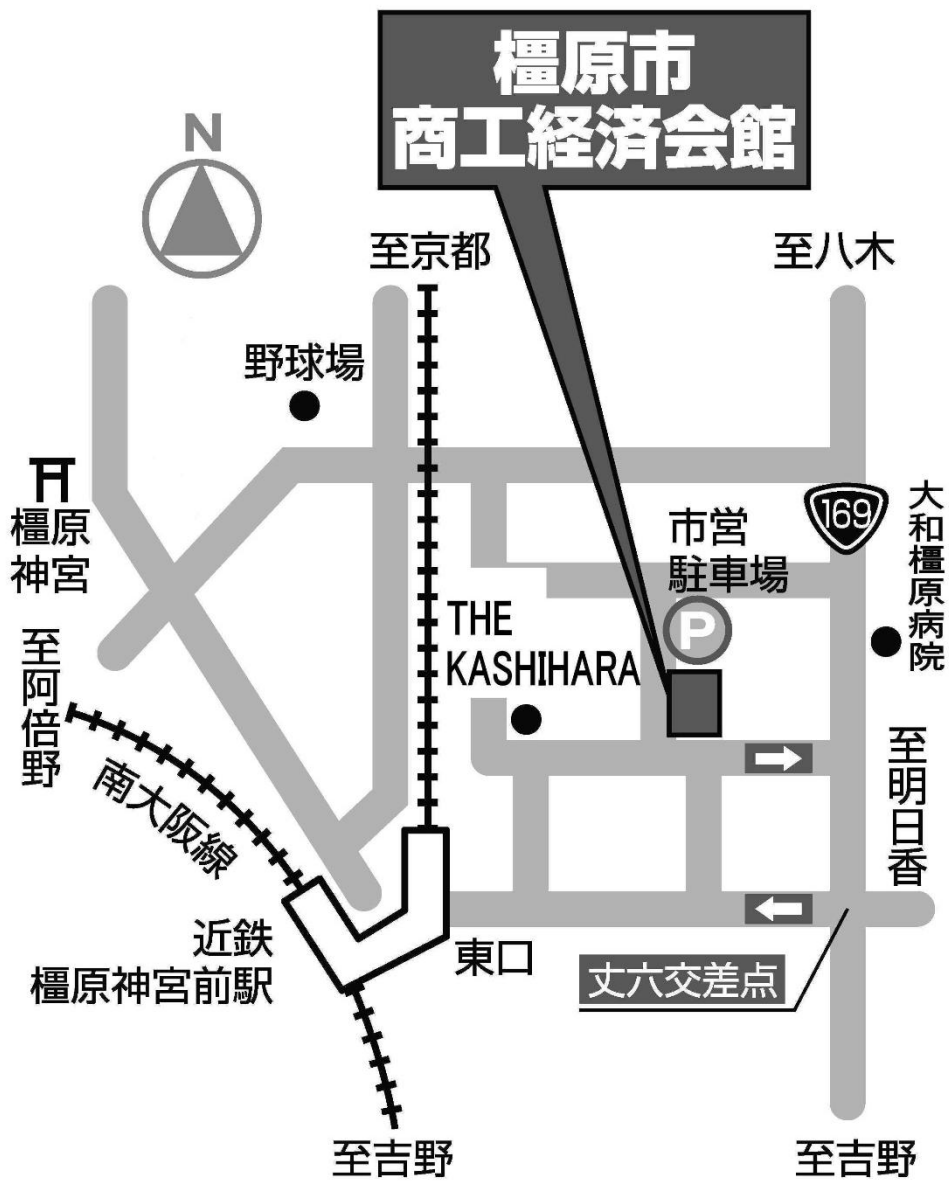 橿原市
商工経済会館
N
至京都
至八木
野球場
橿原
神宮
169
大和橿原病院
市営
駐車場
P
THE
KASHIHARA
至阿倍野
南大阪線
至明日香
近鉄
橿原神宮前駅
東口
丈六交差点
至吉野
至吉野